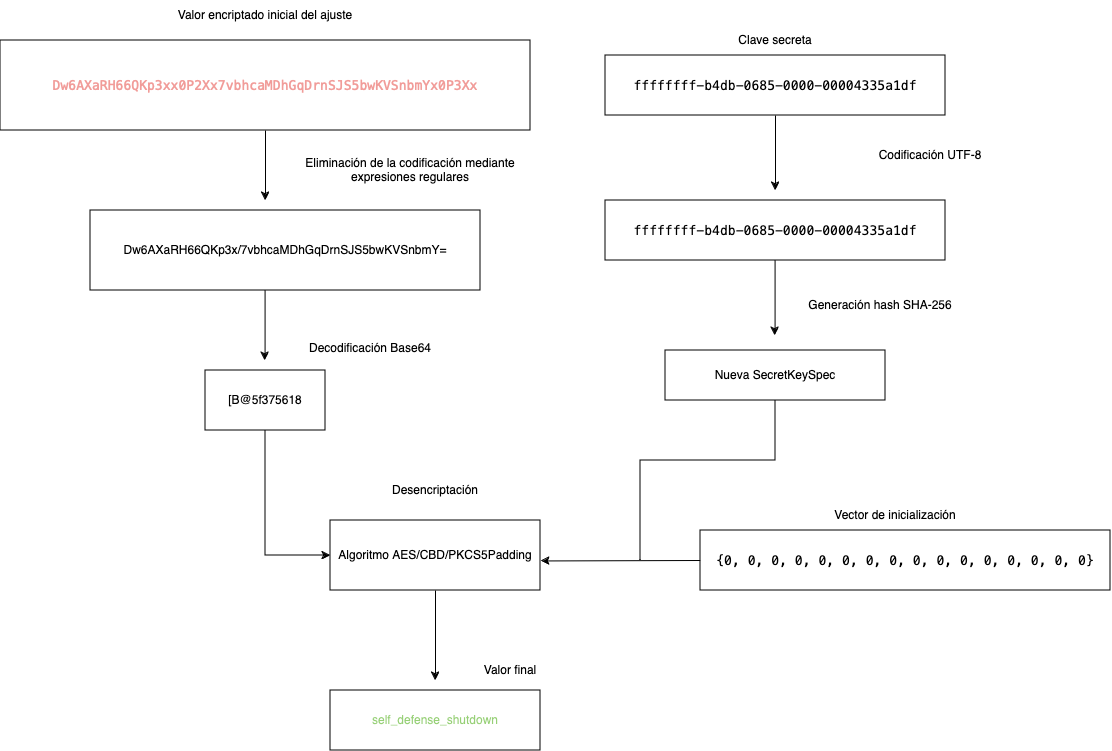 Valor encriptado inicial del ajuste
Dw6AXaRH66QKp3xx0P2Xx7vbhcaMDhGqDrnSJS5bwKVSnbmYx0P3Xx
Eliminación de la codificación mediante
expresiones regulares
Dw6AXaRH66QKp3x/7vbhcaMDhGqDrnSJS5bwKVSnbmY=
Decodificación Base64
[B@5f375618
Clave secreta
ffffffff-b4db-0685-0000-00004335a1df
Codificación UTF-8
ffffffff-b4db-0685-0000-00004335a1df
Generación hash SHA-256
Nueva SecretKeySpec
Vector de inicialización
{0, 0, 0, 0, 0, 0, 0, 0, 0, 0, 0, 0, 0, 0, 0, 0}
Desencriptación
Algoritmo AES/CBD/PKCS5Padding
Valor final
self_defense_shutdown